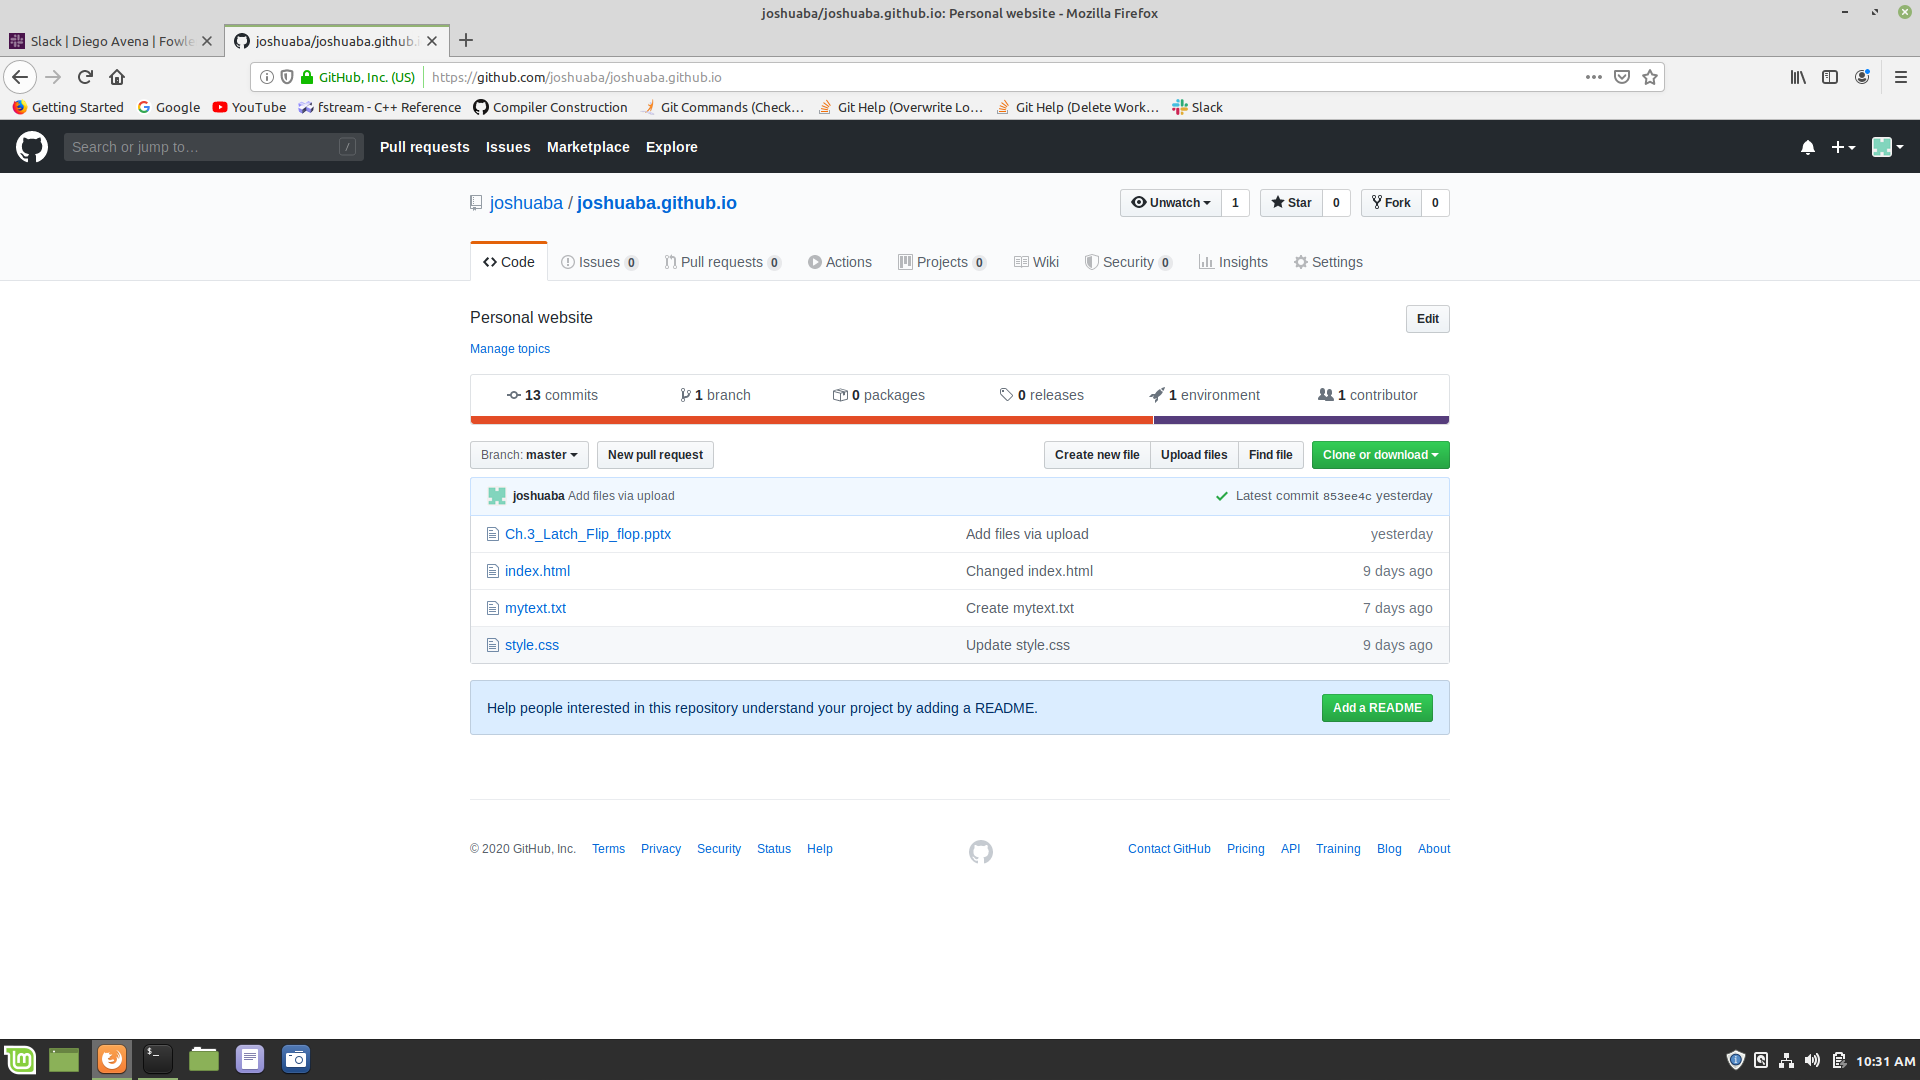 joshuaba/joshuaba.github.io: Personal website - Mozilla Firefox
Slack | Diego Avena | Fowle
joshuaba/joshuaba.github.
GitHub, Inc. (US)
https://github.com/joshuaba/joshuaba.github.io
Getting Started Google YouTube fstream - C++ Reference Compiler Construction Git Commands (Check… Git Help (Overwrite Lo… Git Help (Delete Work… Slack
Search or jump to… / Pull requests Issues Marketplace Explore
joshuaba / joshuaba.github.io
Unwatch 1 Star 0 Fork 0
Code Issues 0 Pull requests 0 Actions Projects 0 Wiki Security 0 Insights Settings
Personal website
Edit
Manage topics
13 commits 1 branch 0 packages 0 releases 1 environment 1 contributor
Branch: master New pull request Create new file Upload files Find file Clone or download
joshuaba Add files via upload Latest commit 853ee4c yesterday
Ch.3_Latch_Flip_flop.pptx Add files via upload yesterday
index.html Changed index.html 9 days ago
mytext.txt Create mytext.txt 7 days ago
style.css Update style.css 9 days ago
Help people interested in this repository understand your project by adding a README. Add a README
© 2020 GitHub, Inc. Terms Privacy Security Status Help Contact GitHub Pricing API Training Blog About
10:31 AM